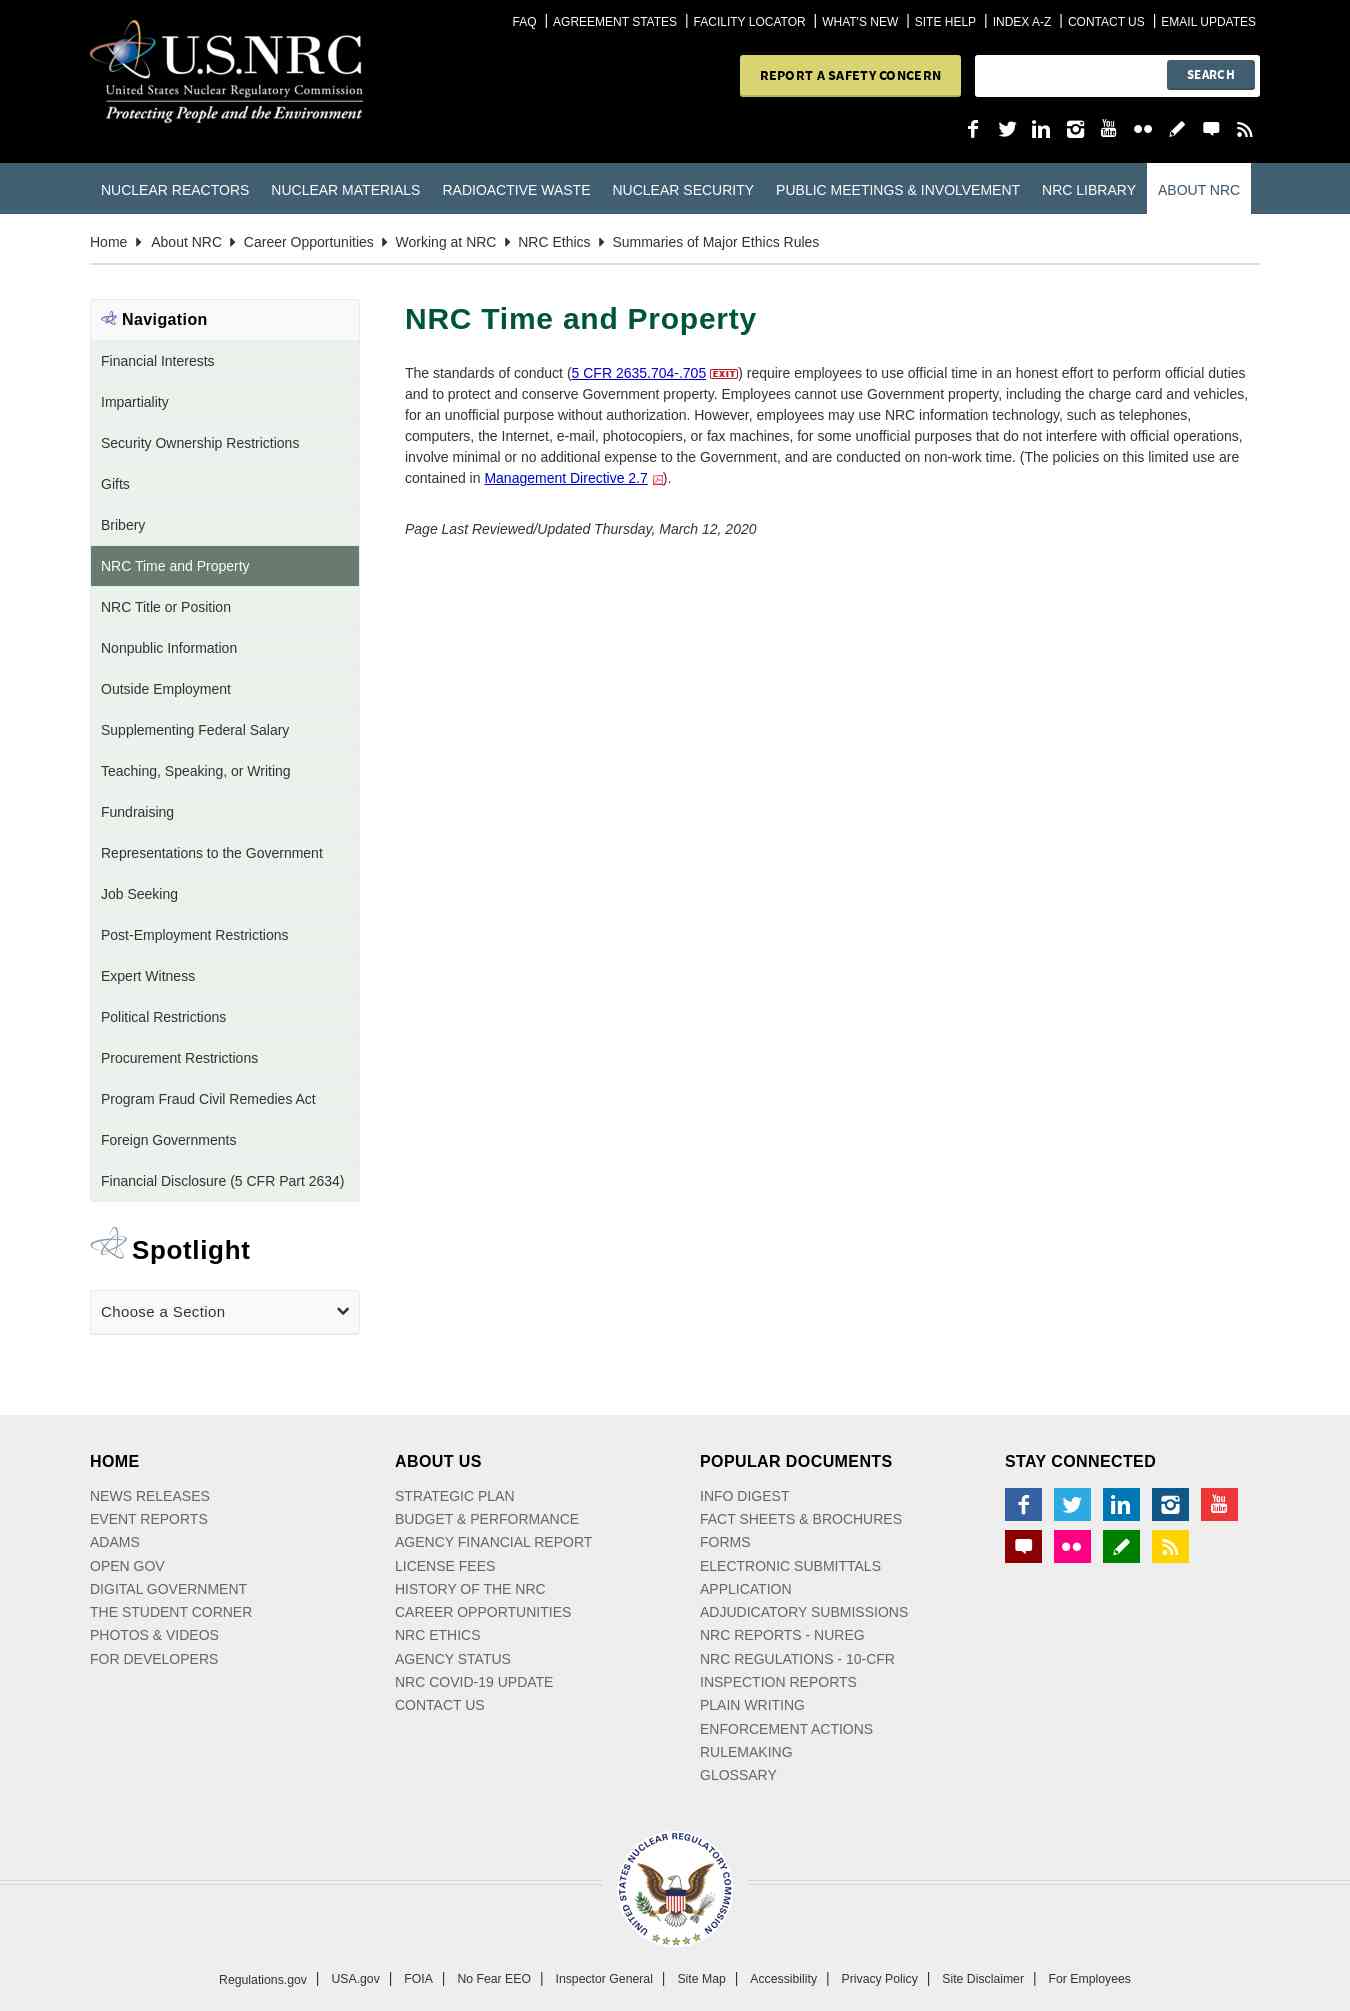 FAQ | AGREEMENT STATES | FACILITY LOCATOR | WHAT'S NEW | SITE HELP | INDEX A-Z | CONTACT US | EMAIL UPDATES
U.S.NRC
United States Nuclear Regulatory Commission
Protecting People and the Environment
REPORT A SAFETY CONCERN
SEARCH
You Tube
NUCLEAR REACTORS NUCLEAR MATERIALS RADIOACTIVE WASTE NUCLEAR SECURITY PUBLIC MEETINGS & INVOLVEMENT NRC LIBRARY ABOUT NRC
Home About NRC Career Opportunities Working at NRC NRC Ethics Summaries of Major Ethics Rules
Navigation
Financial Interests
Impartiality
Security Ownership Restrictions
Gifts
Bribery
NRC Time and Property
NRC Title or Position
Nonpublic Information
Outside Employment
Supplementing Federal Salary
Teaching, Speaking, or Writing
Fundraising
Representations to the Government
Job Seeking
Post-Employment Restrictions
Expert Witness
Political Restrictions
Procurement Restrictions
Program Fraud Civil Remedies Act
Foreign Governments
Financial Disclosure (5 CFR Part 2634)
Spotlight
Choose a Section
NRC Time and Property
The standards of conduct (5 CFR 2635.704-.705 EXIT) require employees to use official time in an honest effort to perform official duties
and to protect and conserve Government property. Employees cannot use Government property, including the charge card and vehicles,
for an unofficial purpose without authorization. However, employees may use NRC information technology, such as telephones,
computers, the Internet, e-mail, photocopiers, or fax machines, for some unofficial purposes that do not interfere with official operations,
involve minimal or no additional expense to the Government, and are conducted on non-work time. (The policies on this limited use are
contained in Management Directive 2.7 ).
Page Last Reviewed/Updated Thursday, March 12, 2020
HOME
NEWS RELEASES
EVENT REPORTS
ADAMS
OPEN GOV
DIGITAL GOVERNMENT
THE STUDENT CORNER
PHOTOS & VIDEOS
FOR DEVELOPERS
ABOUT US
STRATEGIC PLAN
BUDGET & PERFORMANCE
AGENCY FINANCIAL REPORT
LICENSE FEES
HISTORY OF THE NRC
CAREER OPPORTUNITIES
NRC ETHICS
AGENCY STATUS
NRC COVID-19 UPDATE
CONTACT US
POPULAR DOCUMENTS
INFO DIGEST
FACT SHEETS & BROCHURES
FORMS
ELECTRONIC SUBMITTALS
APPLICATION
ADJUDICATORY SUBMISSIONS
NRC REPORTS - NUREG
NRC REGULATIONS - 10-CFR
INSPECTION REPORTS
PLAIN WRITING
ENFORCEMENT ACTIONS
RULEMAKING
GLOSSARY
STAY CONNECTED
You Tube
UNITED STATES NUCLEAR REGULATORY COMMISSION
Regulations.gov | USA.gov | FOIA | No Fear EEO | Inspector General | Site Map | Accessibility | Privacy Policy | Site Disclaimer | For Employees